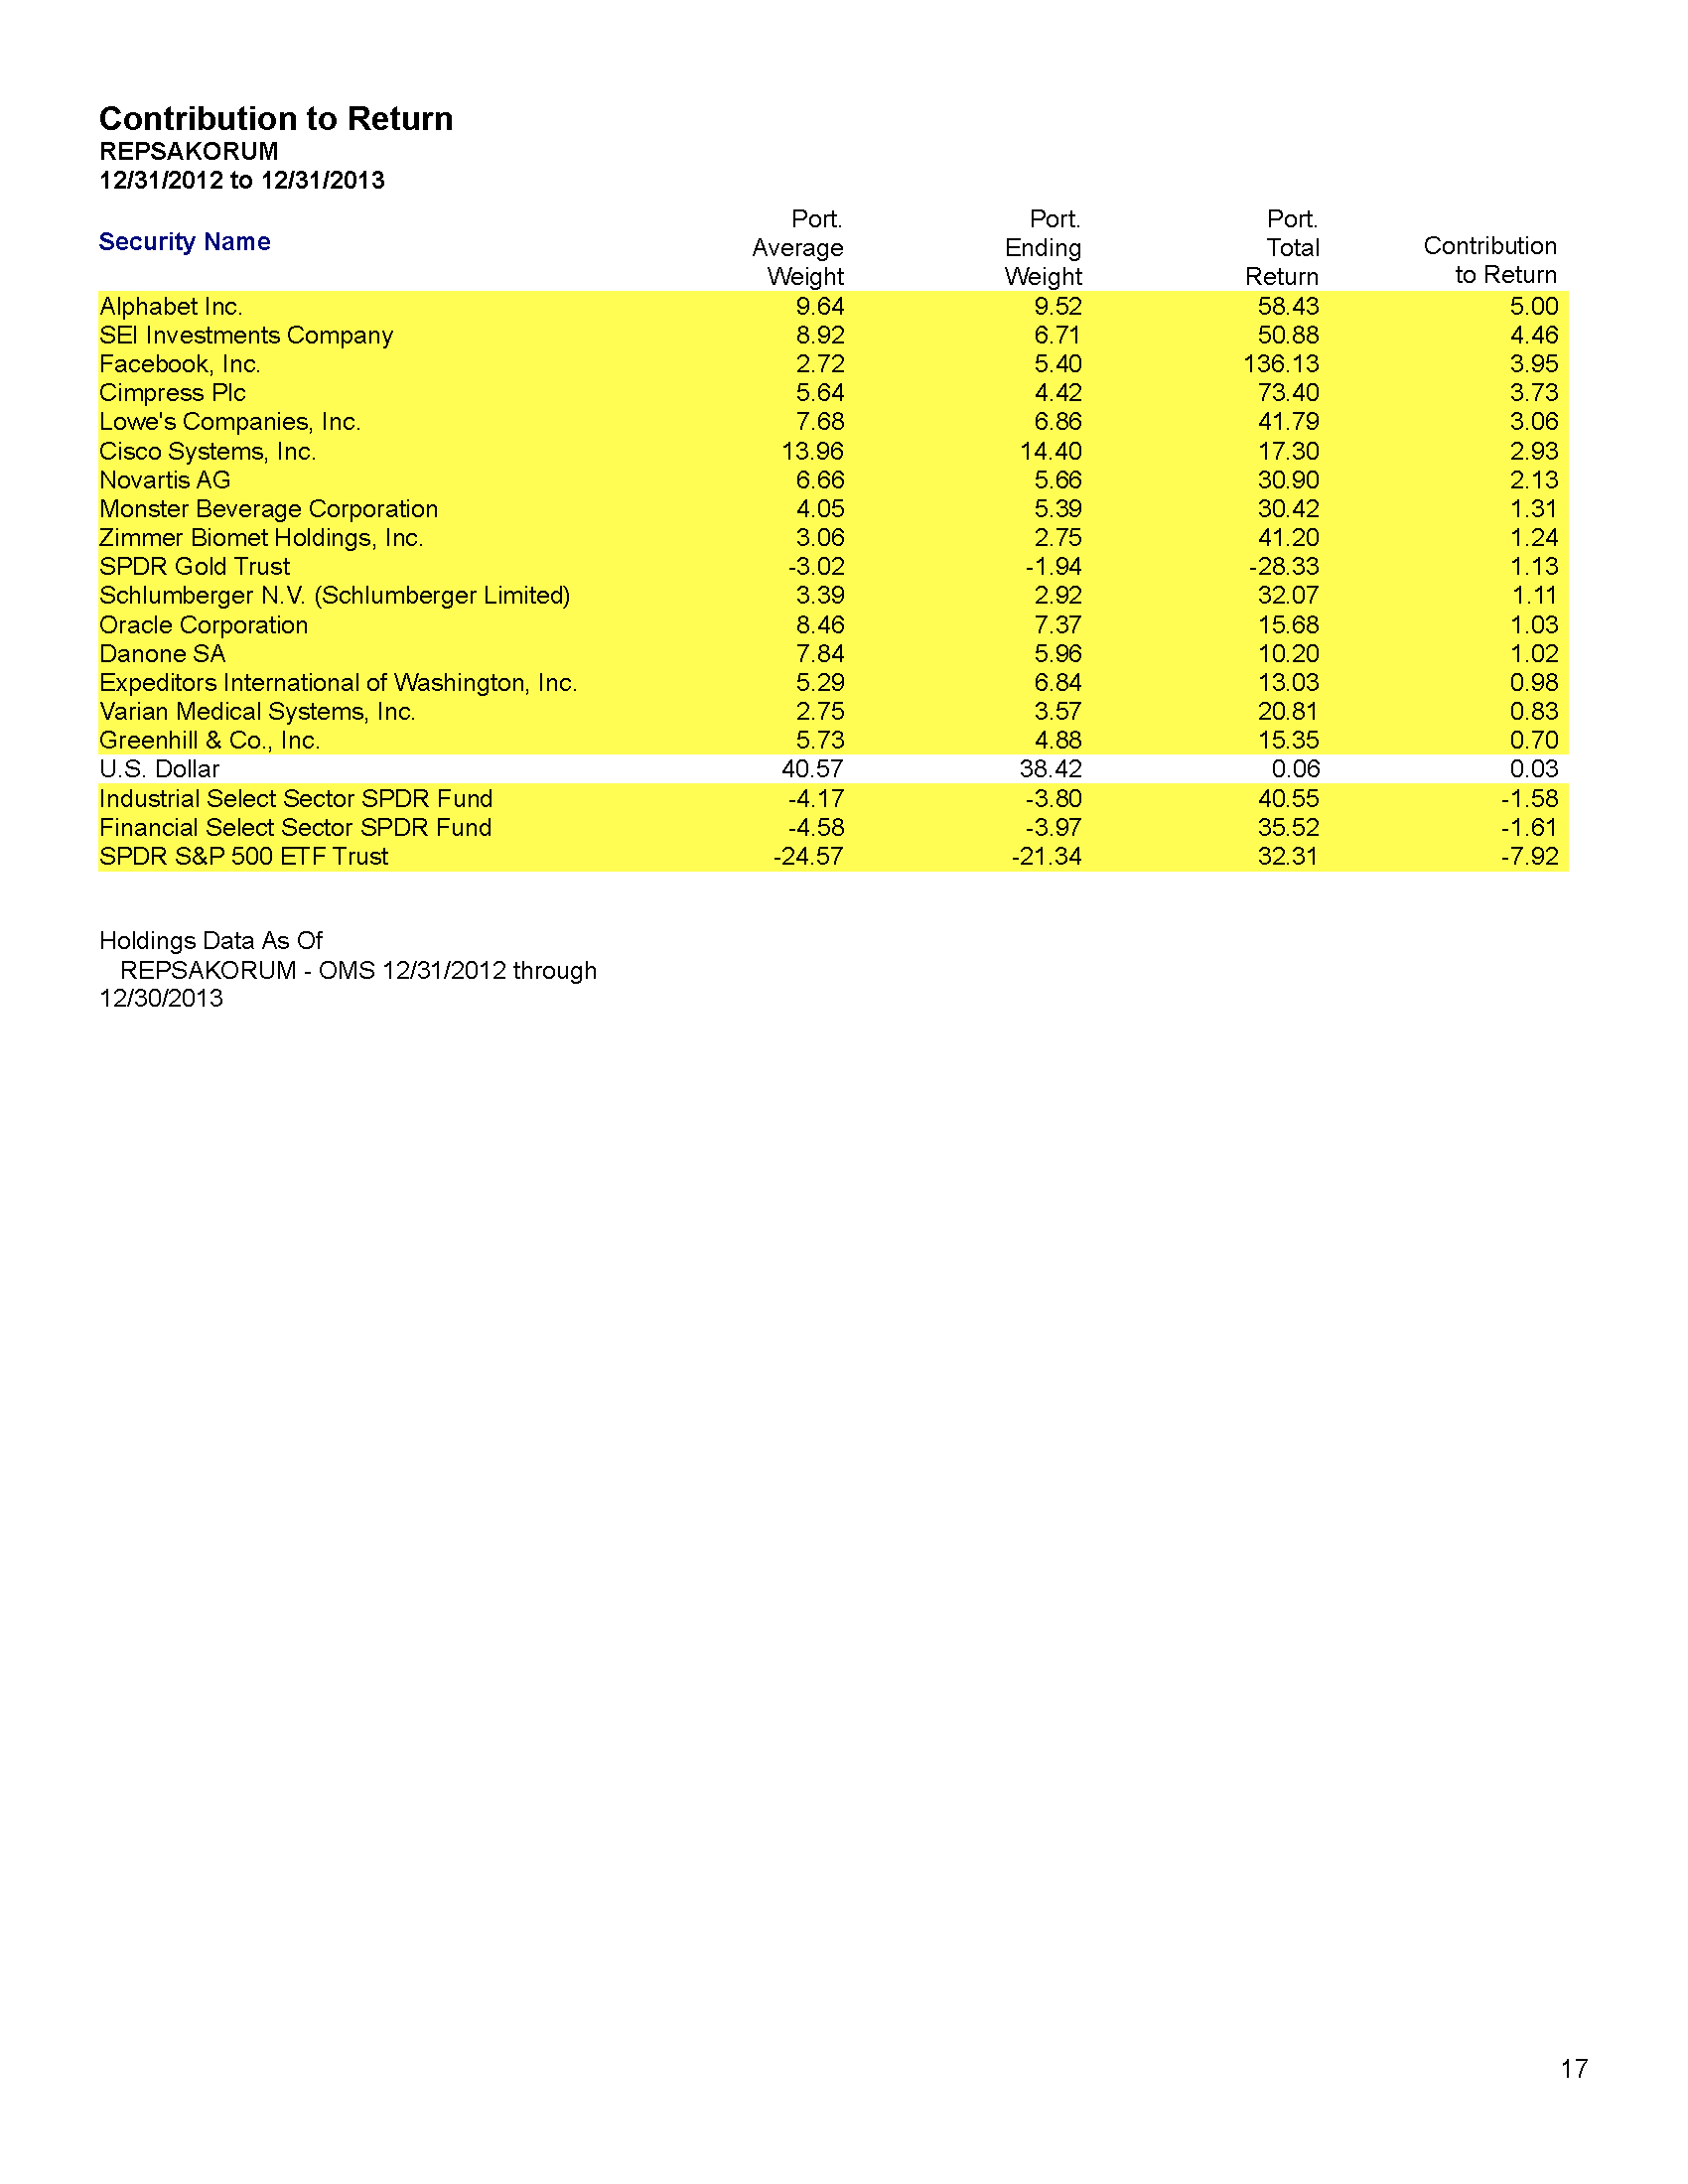 Contribution to Return
REPSAKORUM
12/31/2012 to 12/31/2013
Security Name Port. Average Weight Port. Ending Weight Port. Total Return Contribution to Return
Alphabet Inc. 9.64 9.52 58.43 5.00
SEI Investments Company 8.92 6.71 50.88 4.46
Facebook, Inc. 2.72 5.40 136.13 3.95
Cimpress Plc 5.64 4.42 73.40 3.73
Lowe's Companies, Inc. 7.68 6.86 41.79 3.06
Cisco Systems, Inc. 13.96 14.40 17.30 2.93
Novartis AG 6.66 5.66 30.90 2.13
Monster Beverage Corporation 4.05 5.39 30.42 1.31
Zimmer Biomet Holdings, Inc. 3.06 2.75 41.20 1.24
SPDR Gold Trust -3.02 -1.94 -28.33 1.13
Schlumberger N.V. (Schlumberger Limited) 3.39 2.92 32.07 1.11
Oracle Corporation 8.46 7.37 15.68 1.03
Danone SA 7.84 5.96 10.20 1.02
Expeditors International of Washington, Inc. 5.29 6.84 13.03 0.98
Varian Medical Systems, Inc. 2.75 3.57 20.81 0.83
Greenhill & Co., Inc. 5.73 4.88 15.35 0.70
U.S. Dollar 40.57 38.42 0.06 0.03
Industrial Select Sector SPDR Fund -4.17 -3.80 40.55 -1.58
Financial Select Sector SPDR Fund -4.58 -3.97 35.52 -1.61
SPDR S&P 500 ETF Trust -24.57 -21.34 32.31 -7.92
Holdings Data As Of
REPSAKORUM - OMS 12/31/2012 through
12/30/2013
17